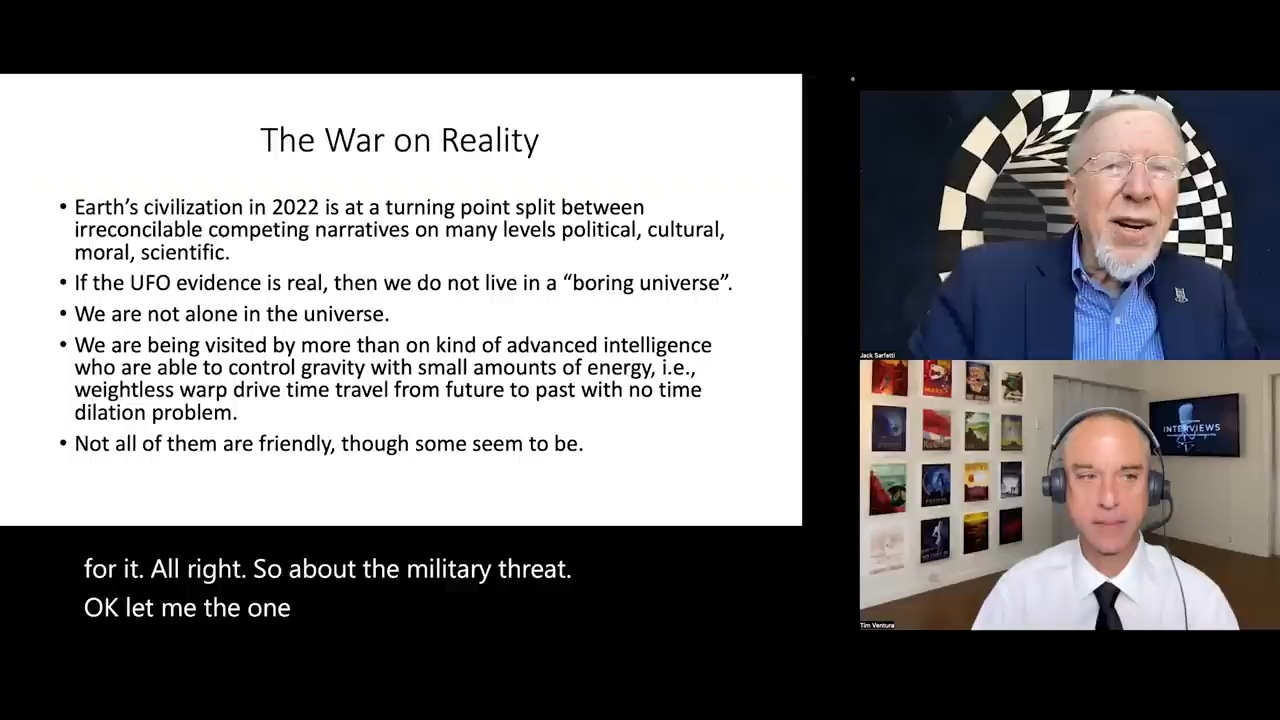 The War on Reality
• Earth's civilization in 2022 is at a turning point split between
irreconcilable competing narratives on many levels political, cultural,
moral, scientific.
• If the UFO evidence is real, then we do not live in a “boring universe”.
• We are not alone in the universe.
• We are being visited by more than on kind of advanced intelligence
who are able to control gravity with small amounts of energy, i.e.,
weightless warp drive time travel from future to past with no time
dilation problem.
• Not all of them are friendly, though some seem to be.
for it. All right. So about the military threat.
OK let me the one
Jack Sarfatti
INTERVIEWS
Tim Ventura